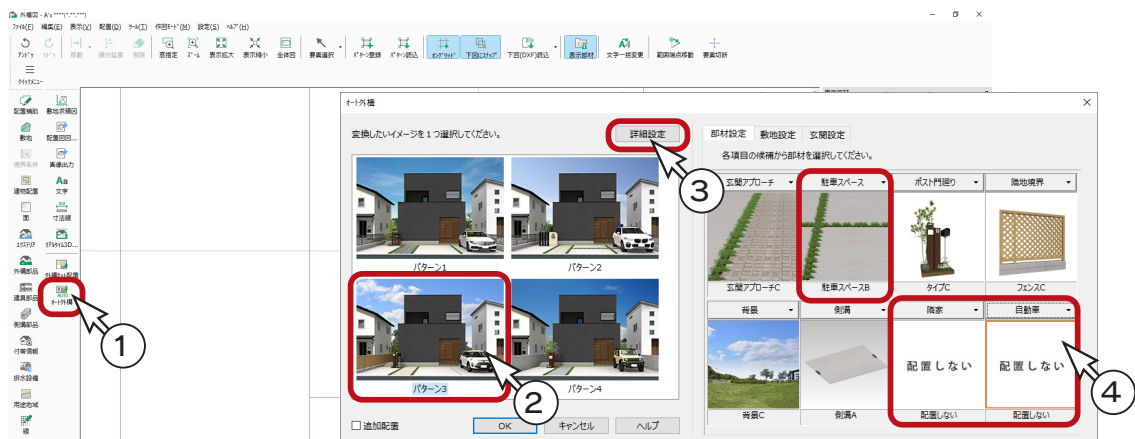 外構図 - A's ****(*.**.***)
ファイル(F) 編集(E) 表示(V) 配置(D) ツール(T) 作図モード(M) 設定(S) ヘルプ(H)
アンドゥ リドゥ 移動 線分延長 削除 窓指定 ズーム 表示拡大 表示縮小 全体図 要素選択 パターン登録 パターン読込 オングリッド 下図にスナップ 下図(DXF)読込 表示部材 文字一括変更 範囲端点移動 要素切断
クイックメニュー
配置補助 敷地求積図
敷地 配置図図...
境界条件 画像出力
建物配置 文字
面 寸法線
エクステリア リアルタイム3D...
外構部品 外構セット配置
建具部品 オート外構
側溝部品
付帯情報
排水設備
用途地域
線
オート外構
変換したいイメージを1つ選択してください。
詳細設定
パターン1 パターン2
パターン3 パターン4
追加配置
OK キャンセル ヘルプ
部材設定 敷地設定 玄関設定
各項目の候補から部材を選択してください。
玄関アプローチ 駐車スペース ポスト門廻り 隣地境界
玄関アプローチC 駐車スペースB タイプC フェンスC
背景 側溝 隣家 自動車
配置しない 配置しない
背景C 側溝A 配置しない 配置しない
1
2
3
4